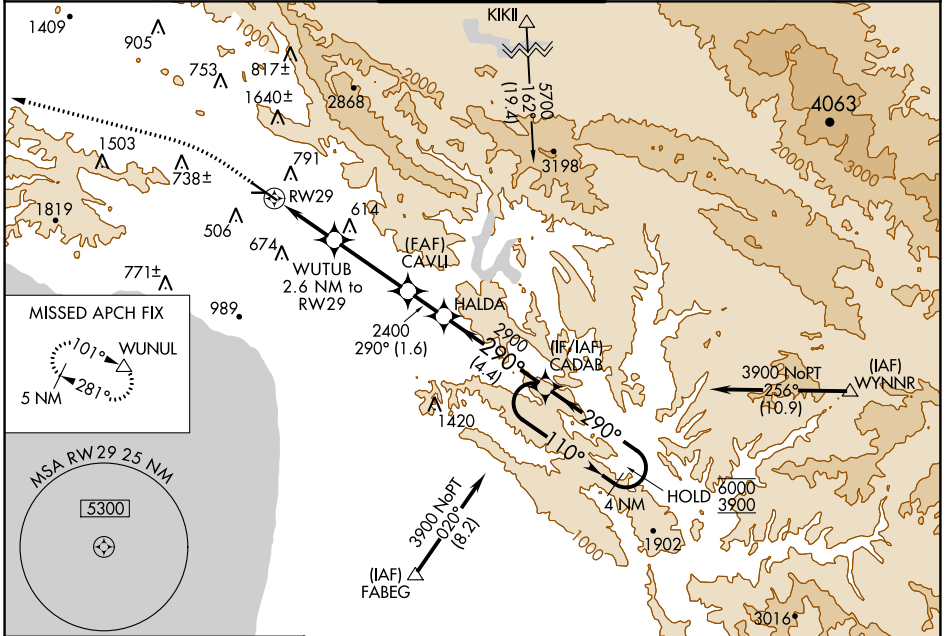 1409
905
1000
KIKII
753
817±
1640±
2868
2000
5700
162°
(19.4)
4063
3000
3000
3198
1503
738±
791
RW29
1819
506
614
674
(FAF)
CAVLI
WUTUB
2.6 NM to
RW29
771±
989
HALDA
2400
290° (1.6)
2900
290°
(4.4)
(IF/IAF)
CADAB
3900 NoPT
256°
(10.9)
(IAF)
WYNNR
MISSED APCH FIX
101°
WUNUL
281°
5 NM
1420
290°
110°
4 NM
HOLD
6000
3900
MSA RW29 25 NM
5300
3900 NoPT
020°
(8.2)
1000
1902
(IAF)
FABEG
3016